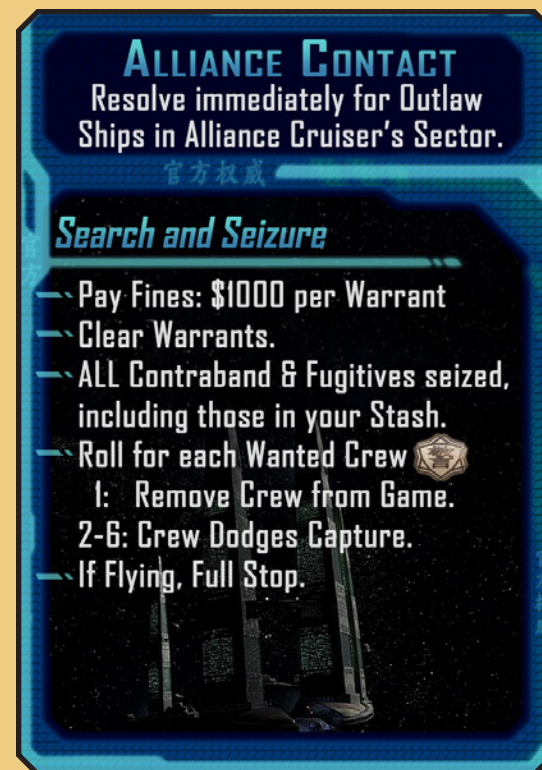 ALLIANCE CONTACT
Resolve immediately for Outlaw
Ships in Alliance Cruiser's Sector.
官方权威
Search and Seizure
Pay Fines: $1000 per Warrant
Clear Warrants.
ALL Contraband & Fugitives seized,
including those in your Stash.
Roll for each Wanted Crew
1: Remove Crew from Game.
2-6: Crew Dodges Capture.
If Flying, Full Stop.